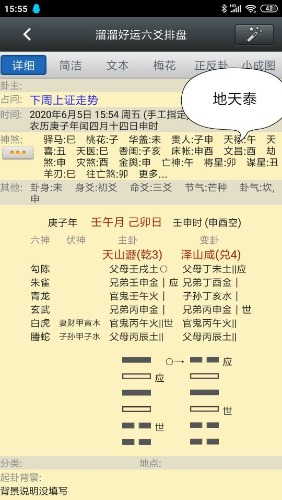 15:55 42
溜溜好运六爻排盘
详细 简洁 文本 梅花 正反卦 小成图
卦主:
占问: 下周上证走势
地天泰
时间: 2020年6月5日 15:54 周五 (手工指定
农历庚子年闰四月十四日申时
神煞: 驿马:巳 桃花:子 华盖:未 贵人:子申 天禄:午 天
喜:丑 天医:巳 香闺:子亥 床帐:申酉 文昌:酉 劫
煞:申 灾煞:酉 金舆:申 亡神:午 将星:卯 谋星:丑
羊刃:巳 往亡煞:卯 更多...
其他: 卦身:未 身爻:初爻 命爻:三爻 节气:芒种 卦气:坎,
申
庚子年 壬午月 己卯日 壬申时 (申酉空)
六神 伏神 主卦 变卦
天山遯(乾3) 泽山咸(兑4)
勾陈 父母壬戌土○ 父母丁未土||应
朱雀 兄弟壬申金|应 兄弟丁酉金|
青龙 官鬼壬午火| 子孙丁亥水|
玄武 兄弟丙申金| 兄弟丙申金|世
白虎 妻财甲寅木 官鬼丙午火||世 官鬼丙午火||
螣蛇 子孙甲子水 父母丙辰土|| 父母丙辰土||
○→ 应
应
世
世
分类: 地点:
起卦背景:
背景说明没填写